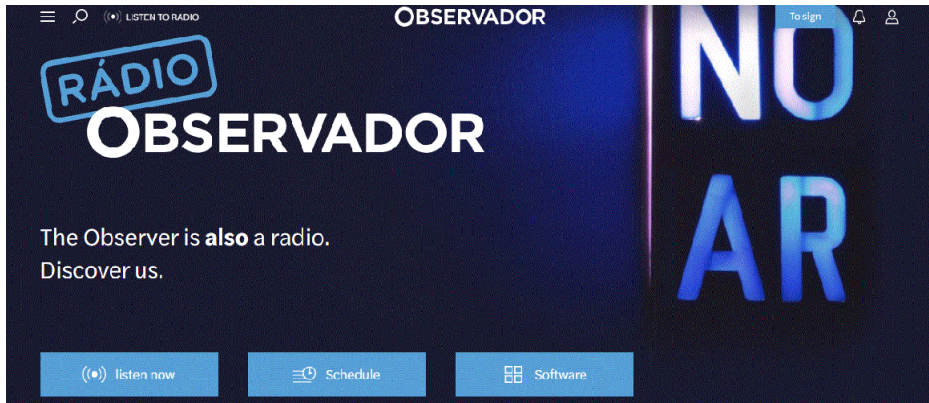 LISTEN TO RADIO
OBSERVADOR
To sign
RÁDIO
OBSERVADOR
NO
AR
The Observer is also a radio.
Discover us.
listen now
Schedule
Software